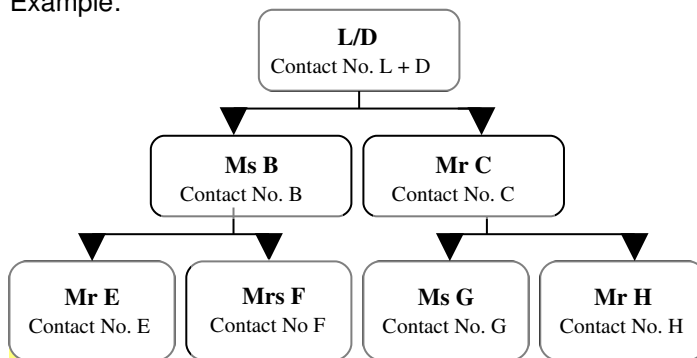 Example:
L/D
Contact No. L + D
Ms B
Contact No. B
Mr C
Contact No. C
Mr E
Contact No. E
Mrs F
Contact No F
Ms G
Contact No. G
Mr H
Contact No. H